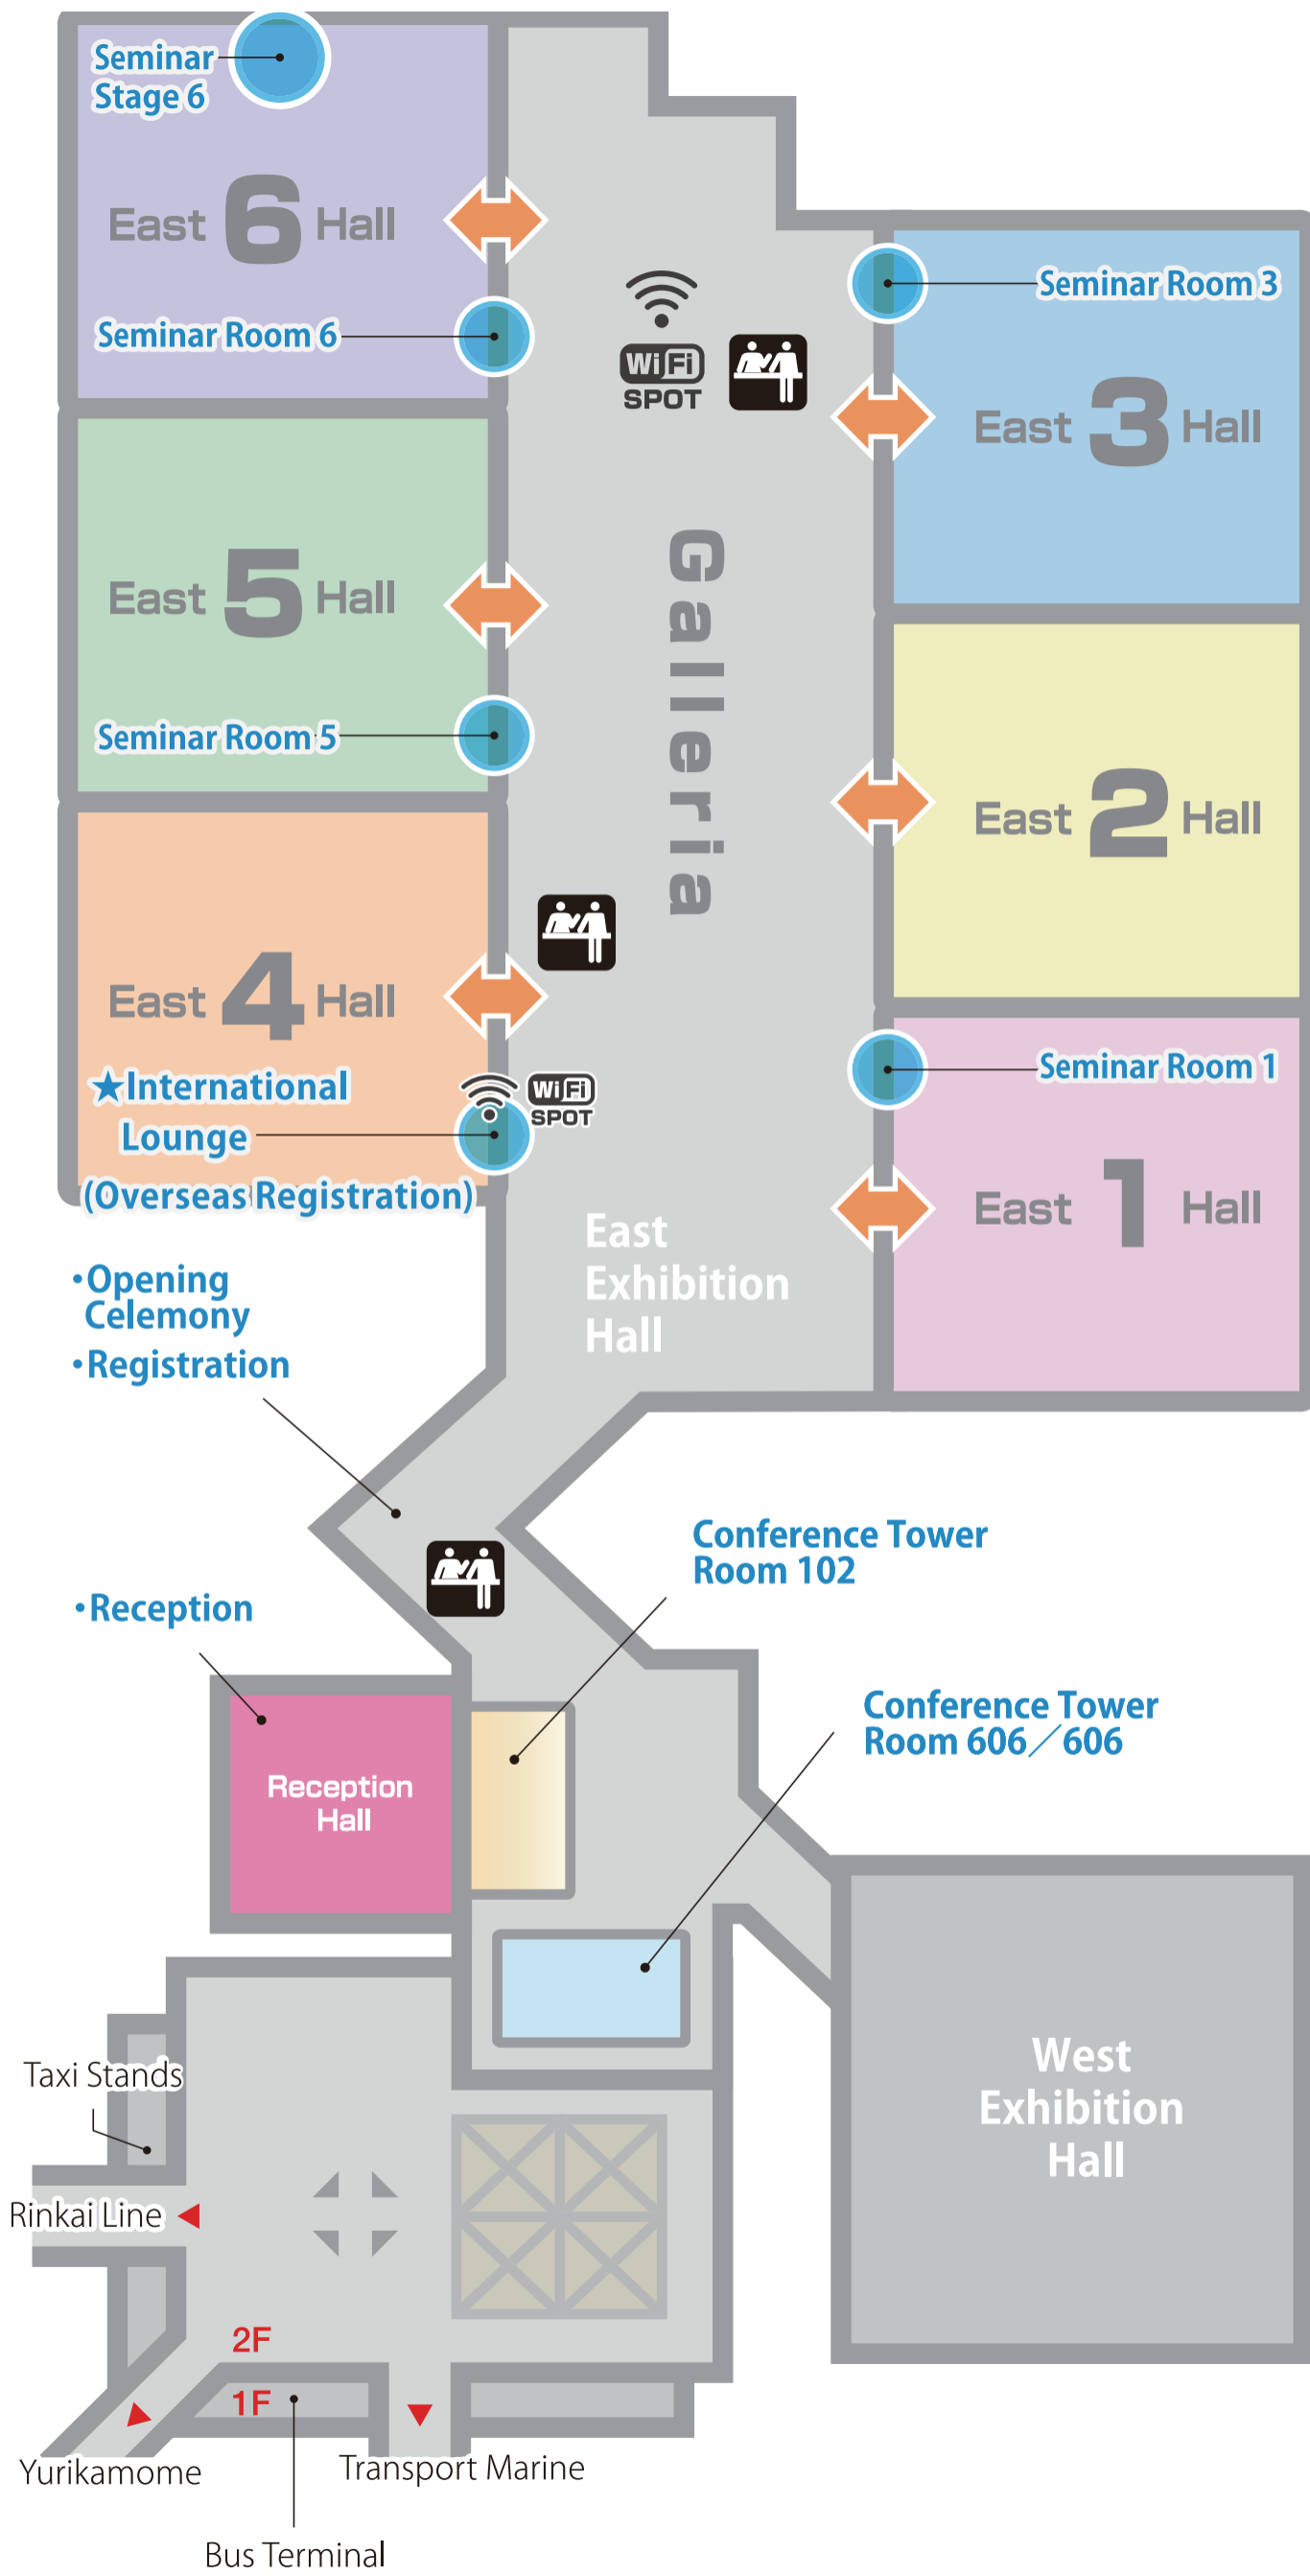 Seminar
Stage 6
East 6 Hall
Seminar Room 6
Seminar Room 3
WiFi
SPOT
East 3 Hall
East 5 Hall
Galleria
Seminar Room 5
East 2 Hall
East 4 Hall
★International
Lounge
(Overseas Registration)
WiFi
SPOT
Seminar Room 1
East 1 Hall
East
Exhibition
Hall
・Opening
Celemony
・Registration
Conference Tower
Room 102
・Reception
Conference Tower
Room 606／606
Reception
Hall
West
Exhibition
Hall
Taxi Stands
Rinkai Line
2F
1F
Yurikamome
Transport Marine
Bus Terminal